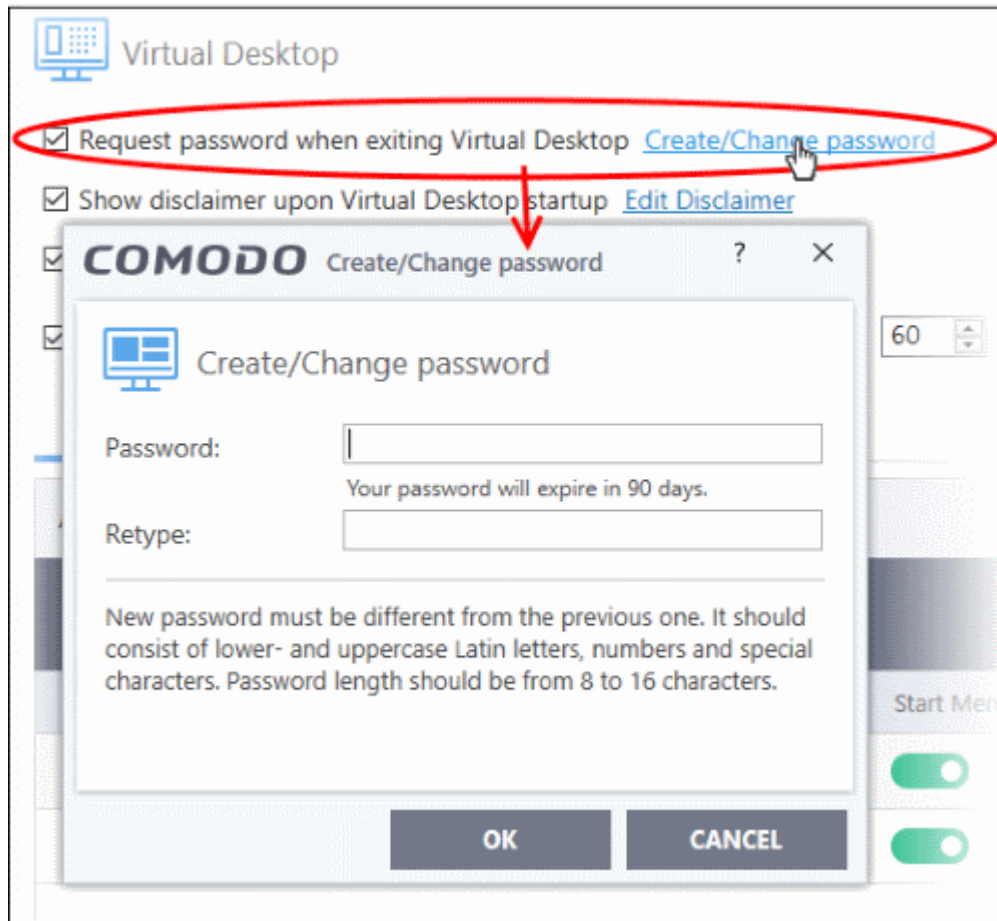 Virtual Desktop
Request password when exiting Virtual Desktop Create/Change password
Show disclaimer upon Virtual Desktop startup Edit Disclaimer
COMODO Create/Change password ?
60
Create/Change password
Password:
Your password will expire in 90 days.
Retype:
New password must be different from the previous one. It should
consist of lower- and uppercase Latin letters, numbers and special
characters. Password length should be from 8 to 16 characters.
Start
OK CANCEL